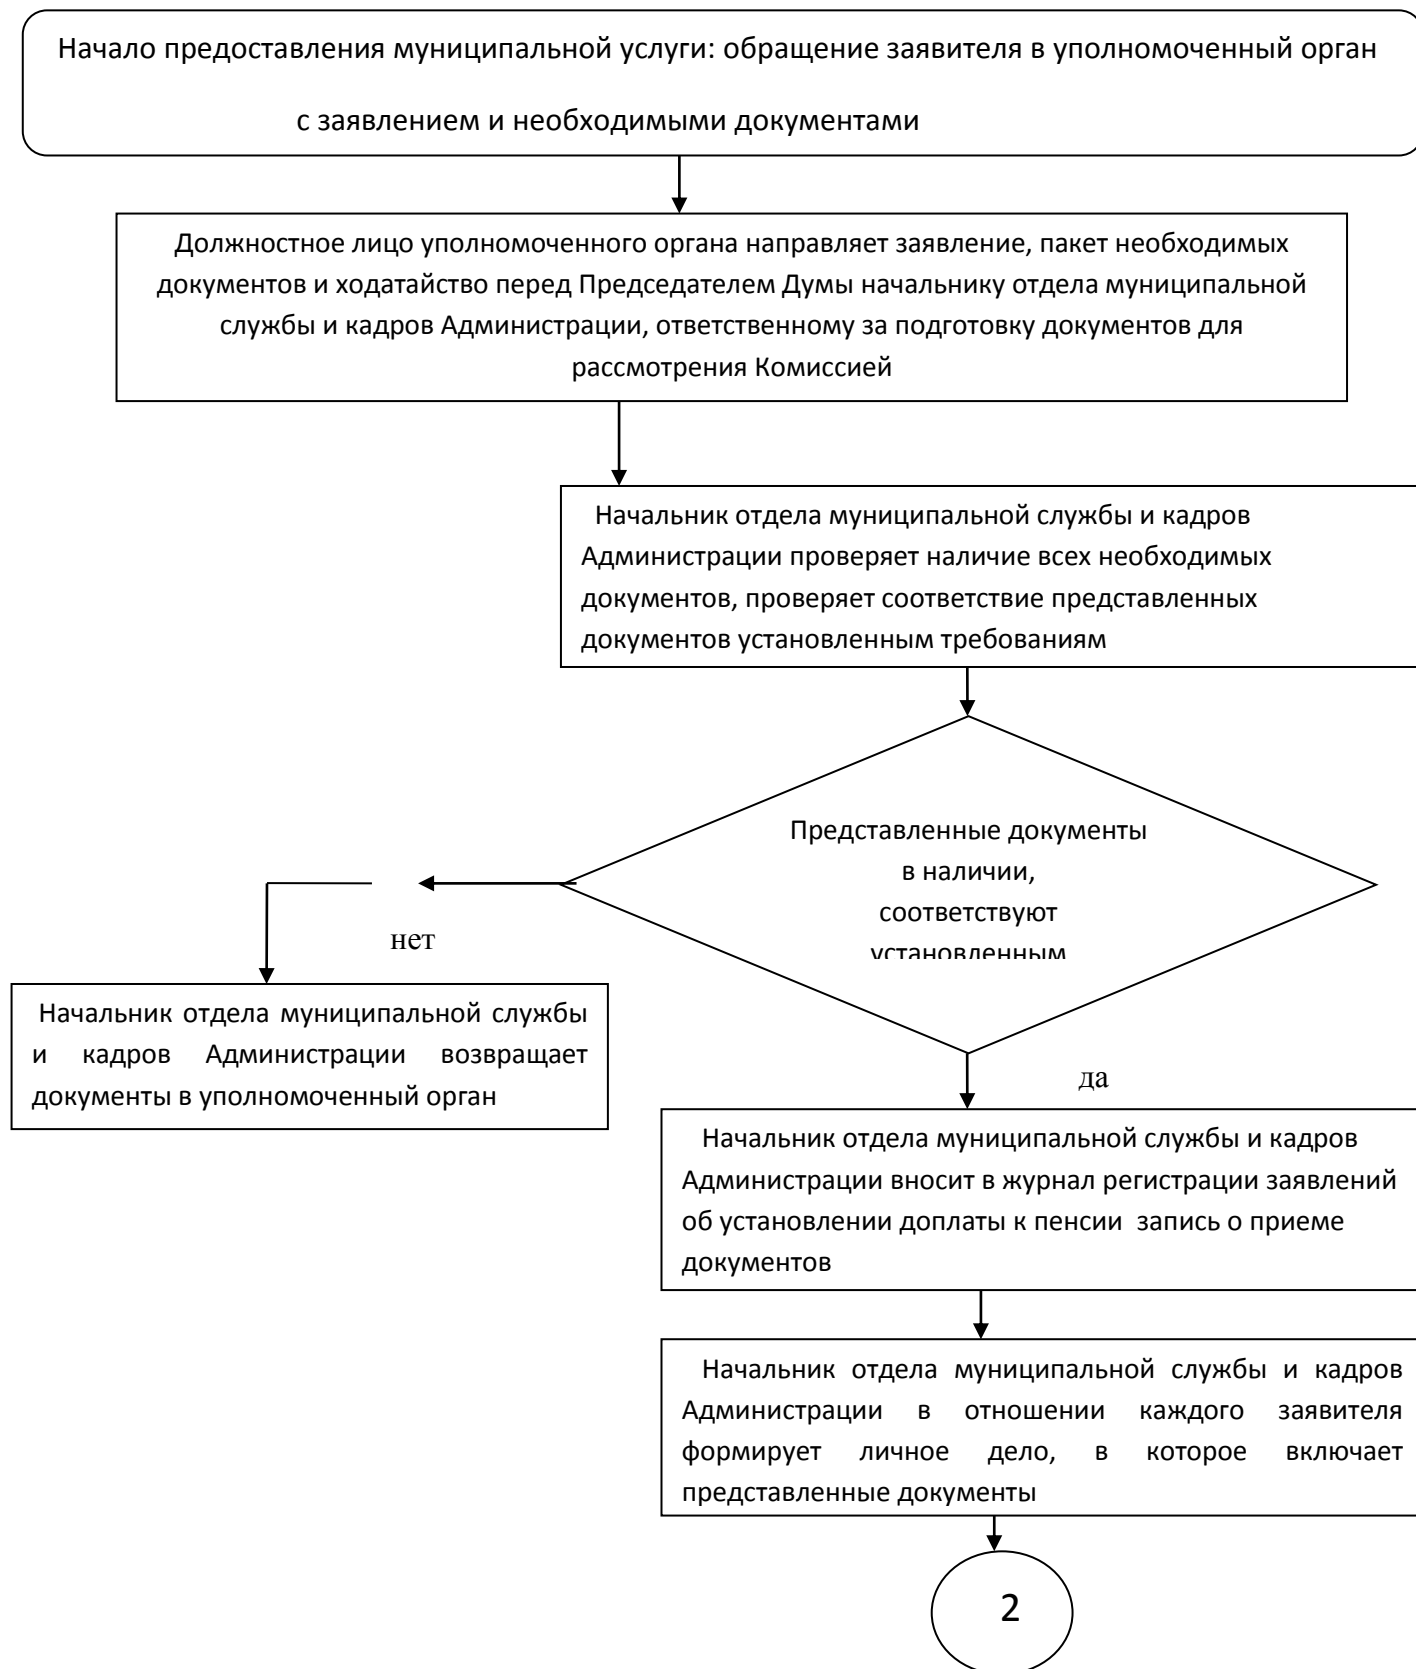 Начало предоставления муниципальной услуги: обращение заявителя в уполномоченный орган
с заявлением и необходимыми документами
Должностное лицо уполномоченного органа направляет заявление, пакет необходимых
документов и ходатайство перед Председателем Думы начальнику отдела муниципальной
службы и кадров Администрации, ответственному за подготовку документов для
рассмотрения Комиссией
Начальник отдела муниципальной службы и кадров
Администрации проверяет наличие всех необходимых
документов, проверяет соответствие представленных
документов установленным требованиям
Представленные документы
в наличии,
соответствуют
установленным
нет
Начальник отдела муниципальной службы
и кадров Администрации возвращает
документы в уполномоченный орган
да
Начальник отдела муниципальной службы и кадров
Администрации вносит в журнал регистрации заявлений
об установлении доплаты к пенсии запись о приеме
документов
Начальник отдела муниципальной службы и кадров
Администрации в отношении каждого заявителя
формирует личное дело, в которое включает
представленные документы
2